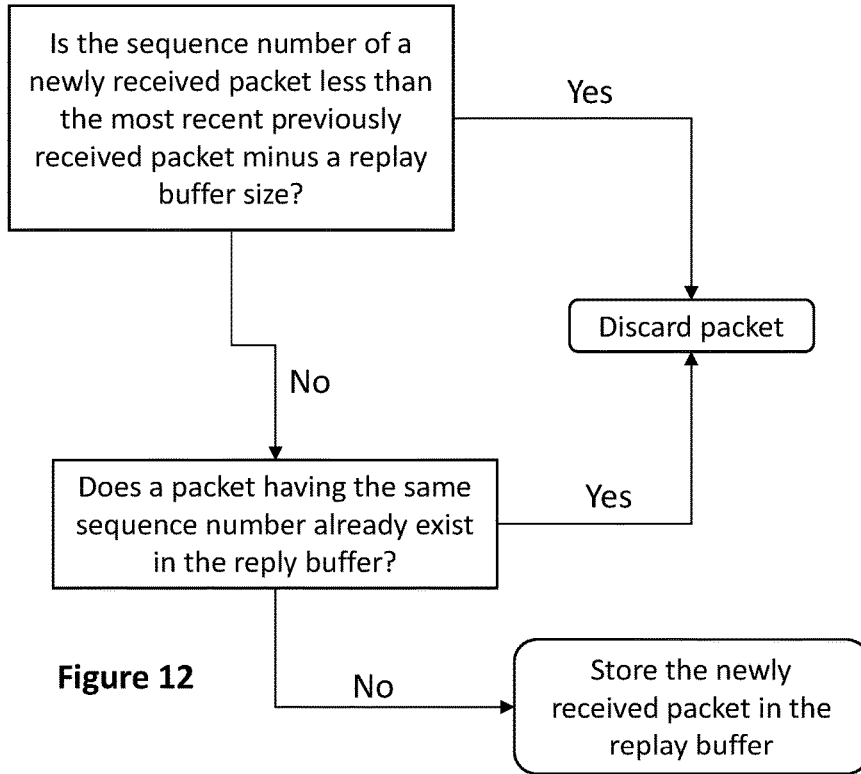 Is the sequence number of a
newly received packet less than
the most recent previously
received packet minus a replay
buffer size?
Yes
Discard packet
No
Does a packet having the same
sequence number already exist
in the reply buffer?
Yes
Figure 12
No
Store the newly
received packet in the
replay buffer